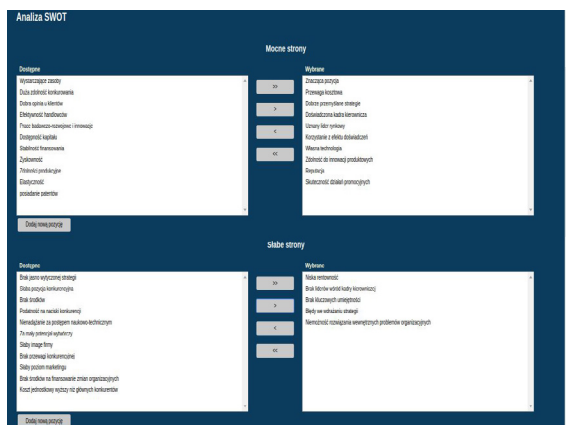 Analiza SWOT
Mocne strony
Dostępne
Wystarczające zasoby
Duża zdolność konkurowania
Dobra opinia u klientów
Efektywność handlowców
Prace badawczo-rozwojowe i innowacje
Dostępność kapitału
Stabilność finansowania
Zyskowność
Zdolności produkcyjne
Elastyczność
posiadanie patentów
>>
>
<
<<
Wybrane
Znacząca pozycja
Przewaga kosztowa
Dobrze przemyślane strategie
Doświadczona kadra kierownicza
Uznany lider rynkowy
Korzystanie z efektu doświadczeń
Własna technologia
Zdolność do innowacji produktowych
Reputacja
Skuteczność działań promocyjnych
Dodaj nową pozycję
Słabe strony
Dostępne
Brak jasno wytyczonej strategii
Słaba pozycja konkurencyjna
Brak środków
Podatność na naciski konkurencji
Nienadążanie za postępem naukowo-technicznym
Za mały potencjał wytwórczy
Słaby image firmy
Brak przewagi konkurencyjnej
Słaby poziom marketingu
Brak środków na finansowanie zmian organizacyjnych
Koszt jednostkowy wyższy niż głównych konkurentów
>>
>
<
<<
Wybrane
Niska rentowność
Brak liderów wśród kadry kierowniczej
Brak kluczowych umiejętności
Błędy we wdrażaniu strategii
Niemożność rozwiązania wewnętrznych problemów organizacyjnych
Dodaj nową pozycję